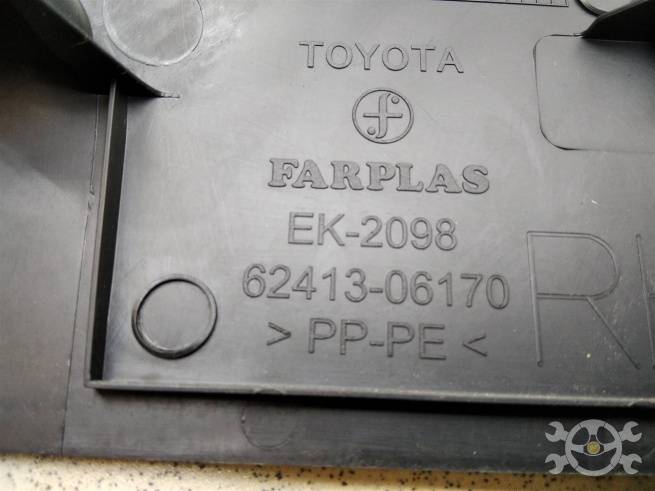 TOYOTA
f
FARPLAS
EK-2098
62413-06170
> PP-PE <